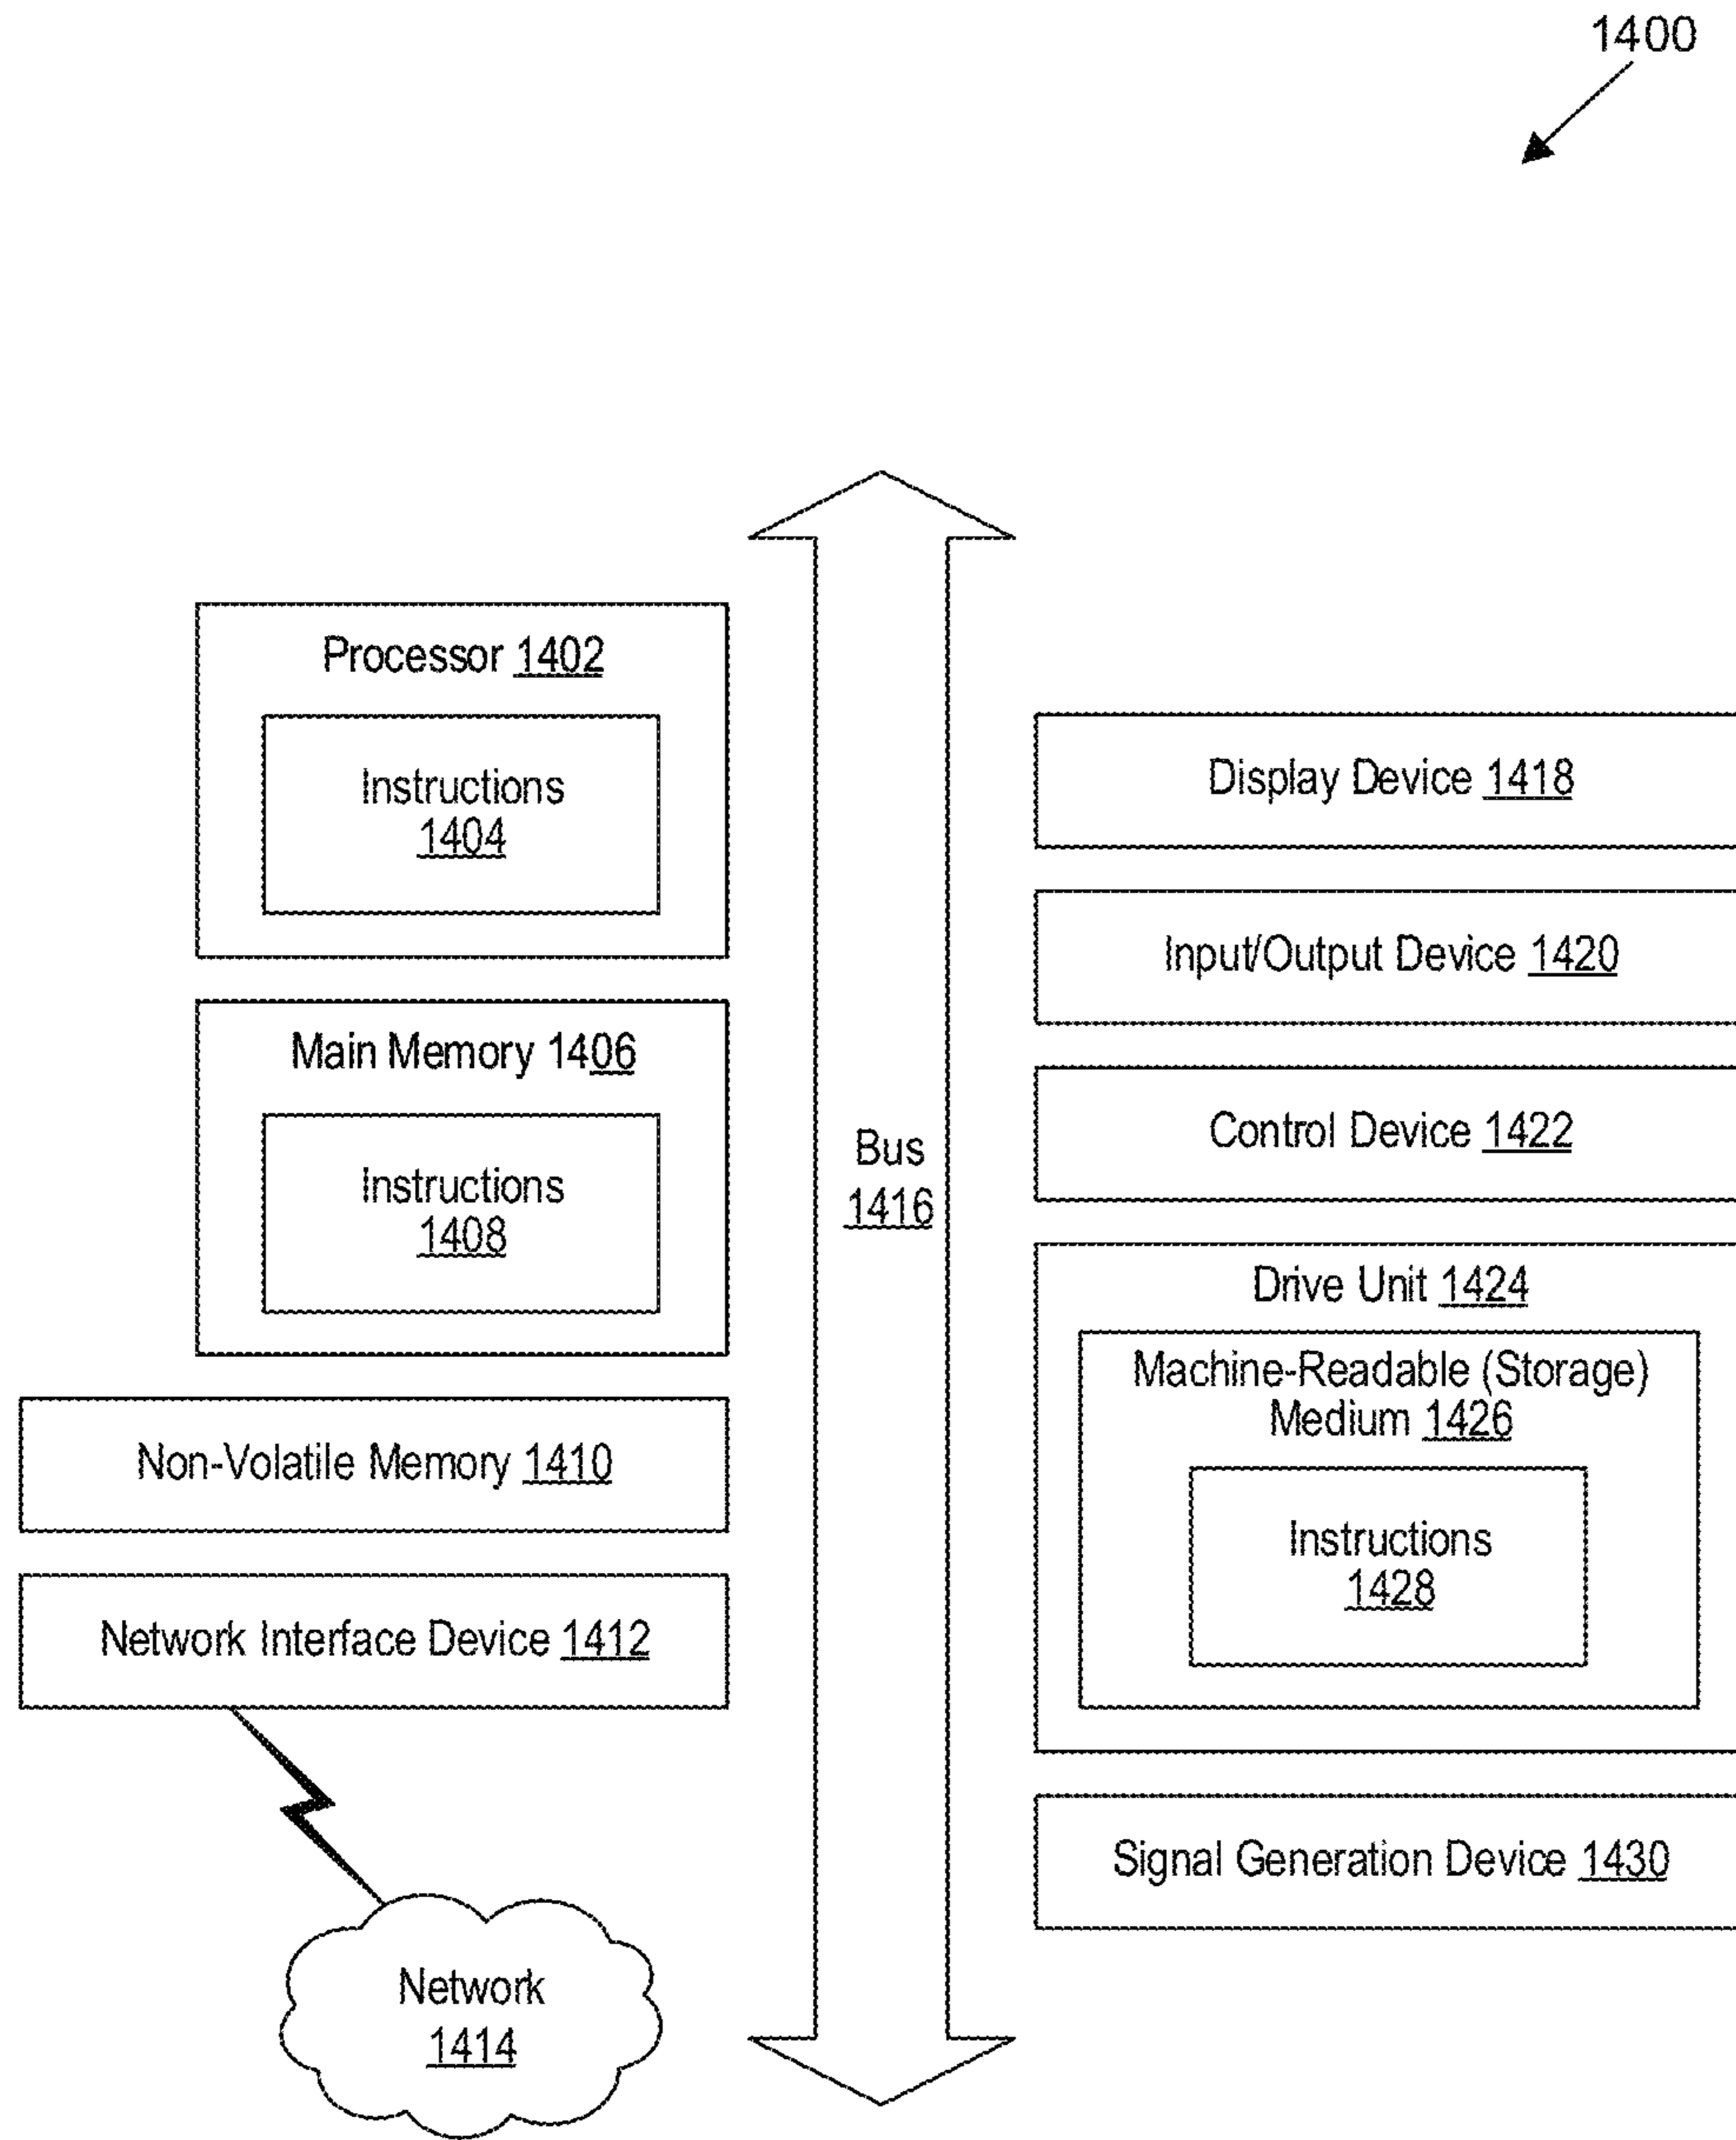 1400
Processor 1402
Instructions
1404
Main Memory 1406
Instructions
1408
Non-Volatile Memory 1410
Network Interface Device 1412
Network
1414
Bus
1416
Display Device 1418
Input/Output Device 1420
Control Device 1422
Drive Unit 1424
Machine-Readable (Storage)
Medium 1426
Instructions
1428
Signal Generation Device 1430